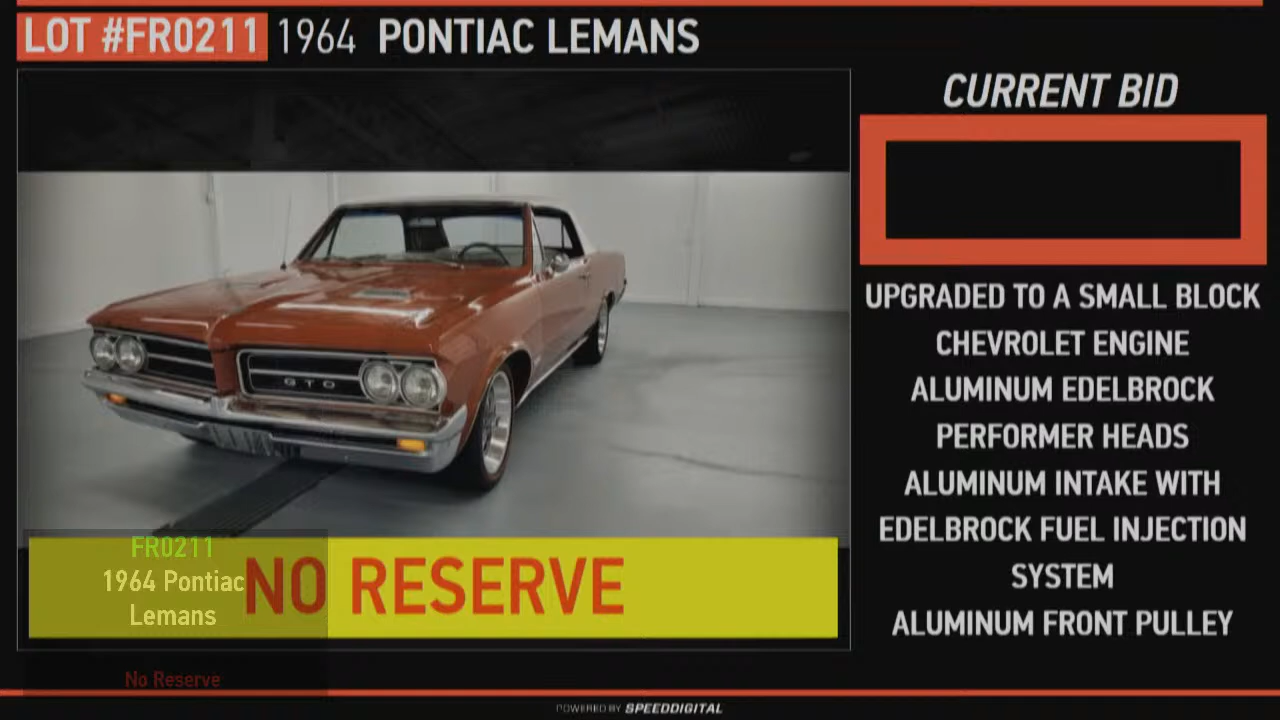 LOT #FR0211 1964 PONTIAC LEMANS
CURRENT BID
UPGRADED TO A SMALL BLOCK
CHEVROLET ENGINE
ALUMINUM EDELBROCK
PERFORMER HEADS
ALUMINUM INTAKE WITH
EDELBROCK FUEL INJECTION
SYSTEM
ALUMINUM FRONT PULLEY
GTO
NO RESERVE
FR0211
1964 Pontiac
Lemans
No Reserve
POWERED BY SPEEDDIGITAL